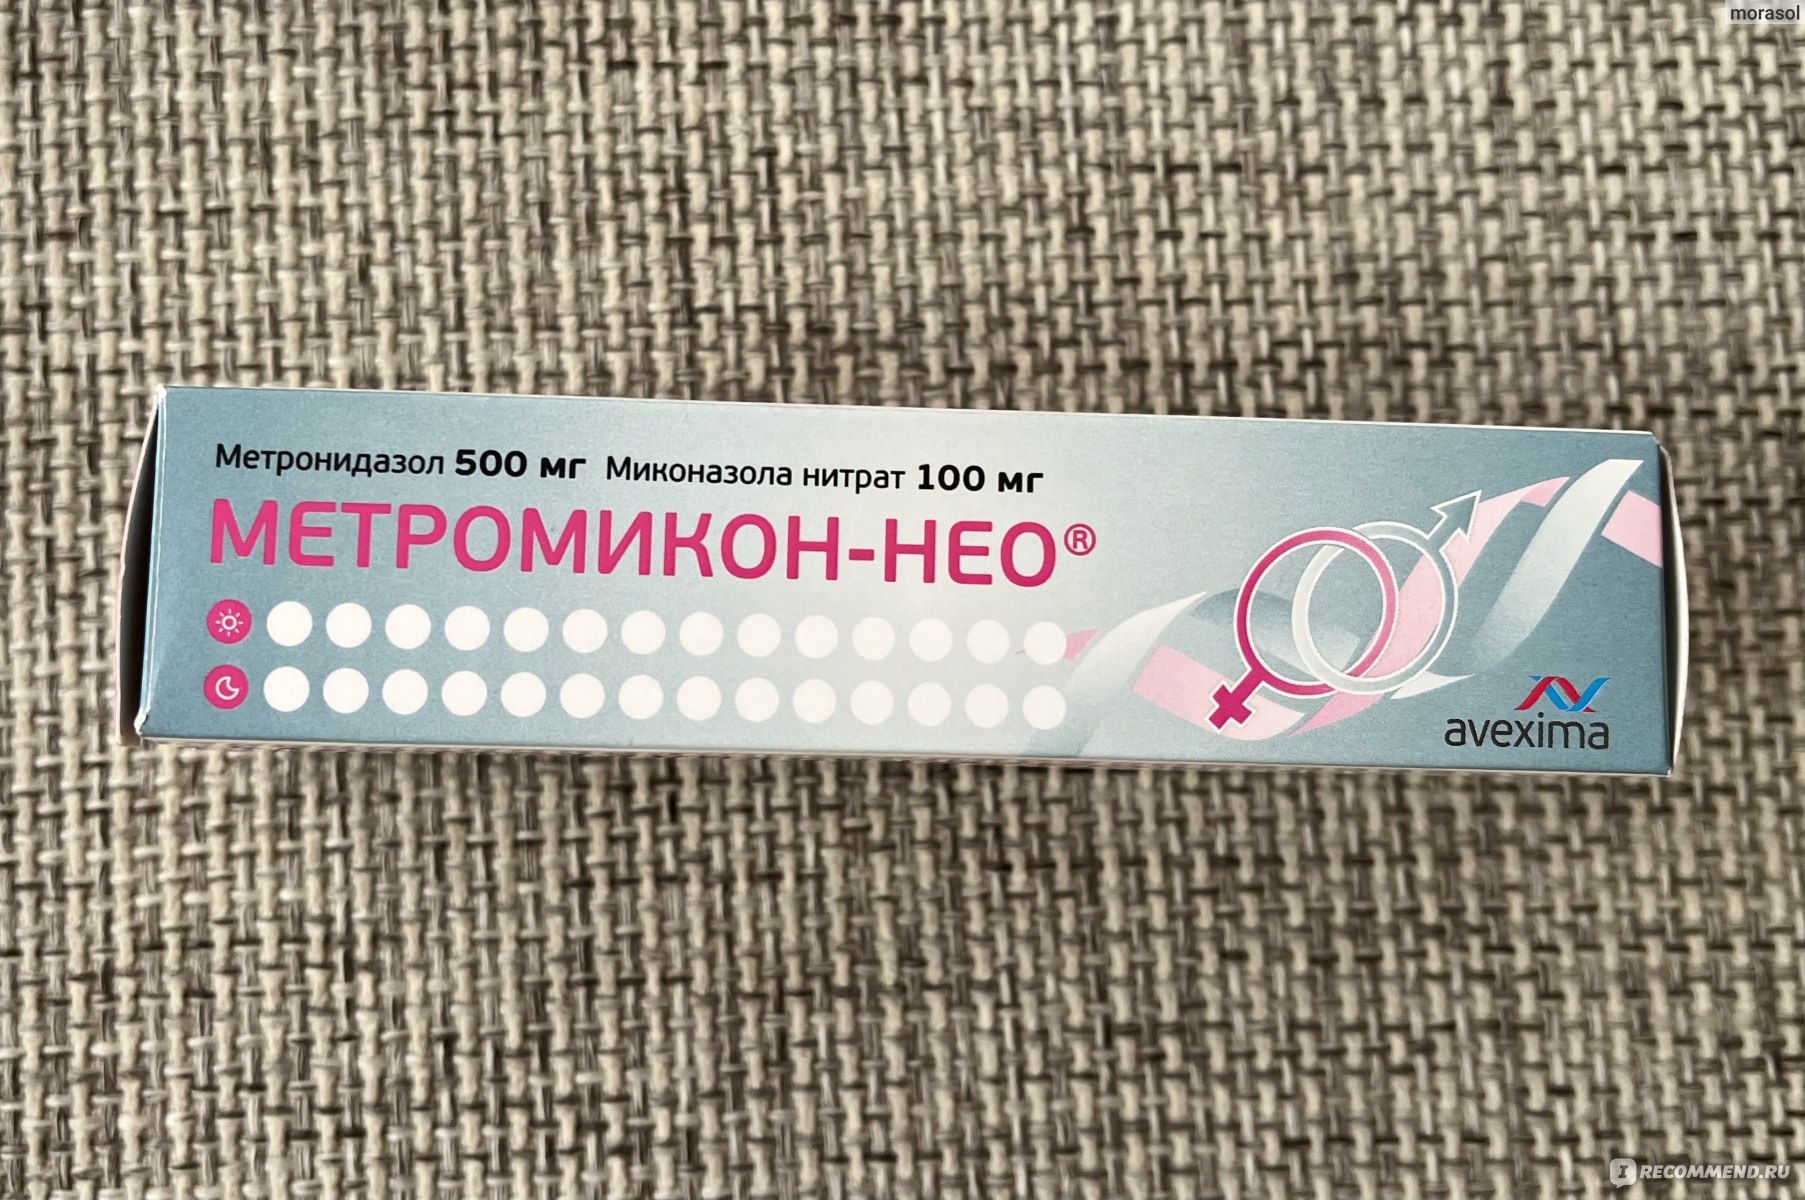 morasol
Метронидазол 500 мг Миконазола нитрат 100 мг
МЕТРОМИКОН-НЕО®
avexima
I RECOMMEND.RU